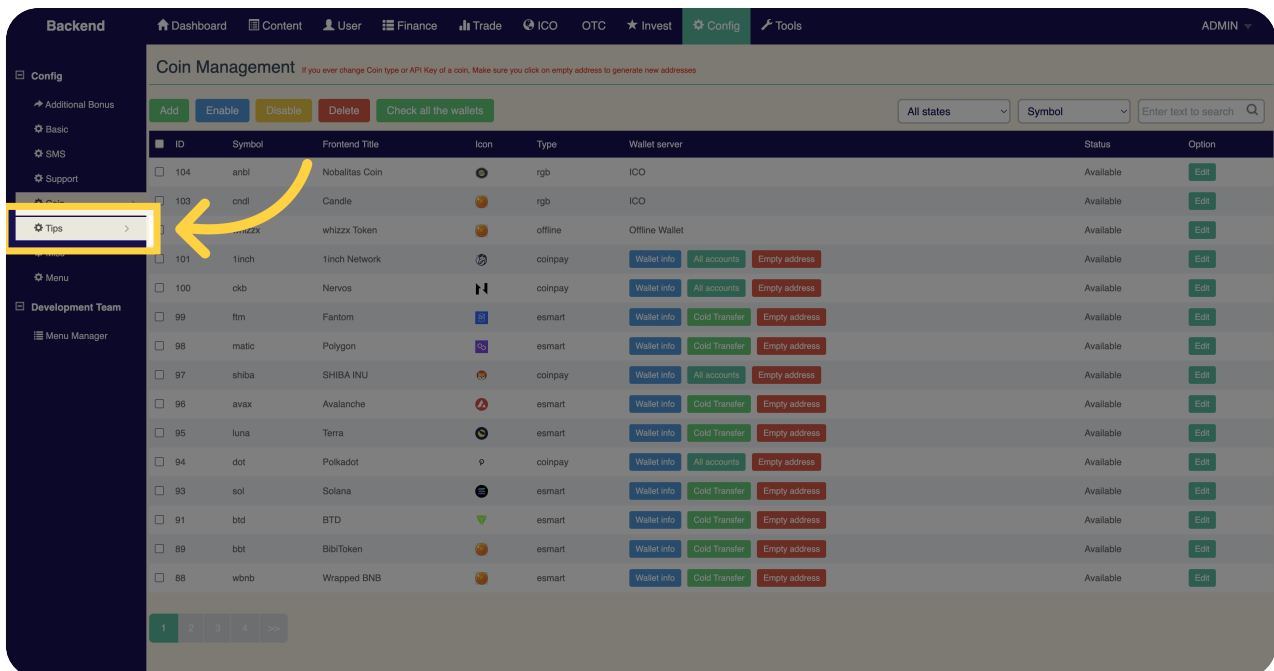 Backend Dashboard Content User Finance Trade ICO OTC Invest Config Tools ADMIN
Config
Additional Bonus
Basic
SMS
Support
Tips
Menu
Development Team
Menu Manager
Coin Management If you ever change Coin type or API Key of a coin, Make sure you click on empty address to generate new addresses
Add Enable Disable Delete Check all the wallets All states Symbol Enter text to search
ID Symbol Frontend Title Icon Type Wallet server Status Option
104 anbl Nobalitas Coin rgb ICO Available Edit
103 cndl Candle rgb ICO Available Edit
whizzx Token offline Offline Wallet Available Edit
101 1inch 1inch Network coinpay Wallet info All accounts Empty address Available Edit
100 ckb Nervos coinpay Wallet info All accounts Empty address Available Edit
99 ftm Fantom esmart Wallet info Cold Transfer Empty address Available Edit
98 matic Polygon esmart Wallet info Cold Transfer Empty address Available Edit
97 shiba SHIBA INU coinpay Wallet info All accounts Empty address Available Edit
96 avax Avalanche esmart Wallet info Cold Transfer Empty address Available Edit
95 luna Terra esmart Wallet info Cold Transfer Empty address Available Edit
94 dot Polkadot coinpay Wallet info All accounts Empty address Available Edit
93 sol Solana esmart Wallet info Cold Transfer Empty address Available Edit
91 btd BTD esmart Wallet info Cold Transfer Empty address Available Edit
89 bbt BibiToken esmart Wallet info Cold Transfer Empty address Available Edit
88 wbnb Wrapped BNB esmart Wallet info Cold Transfer Empty address Available Edit
1 2 3 4 >>